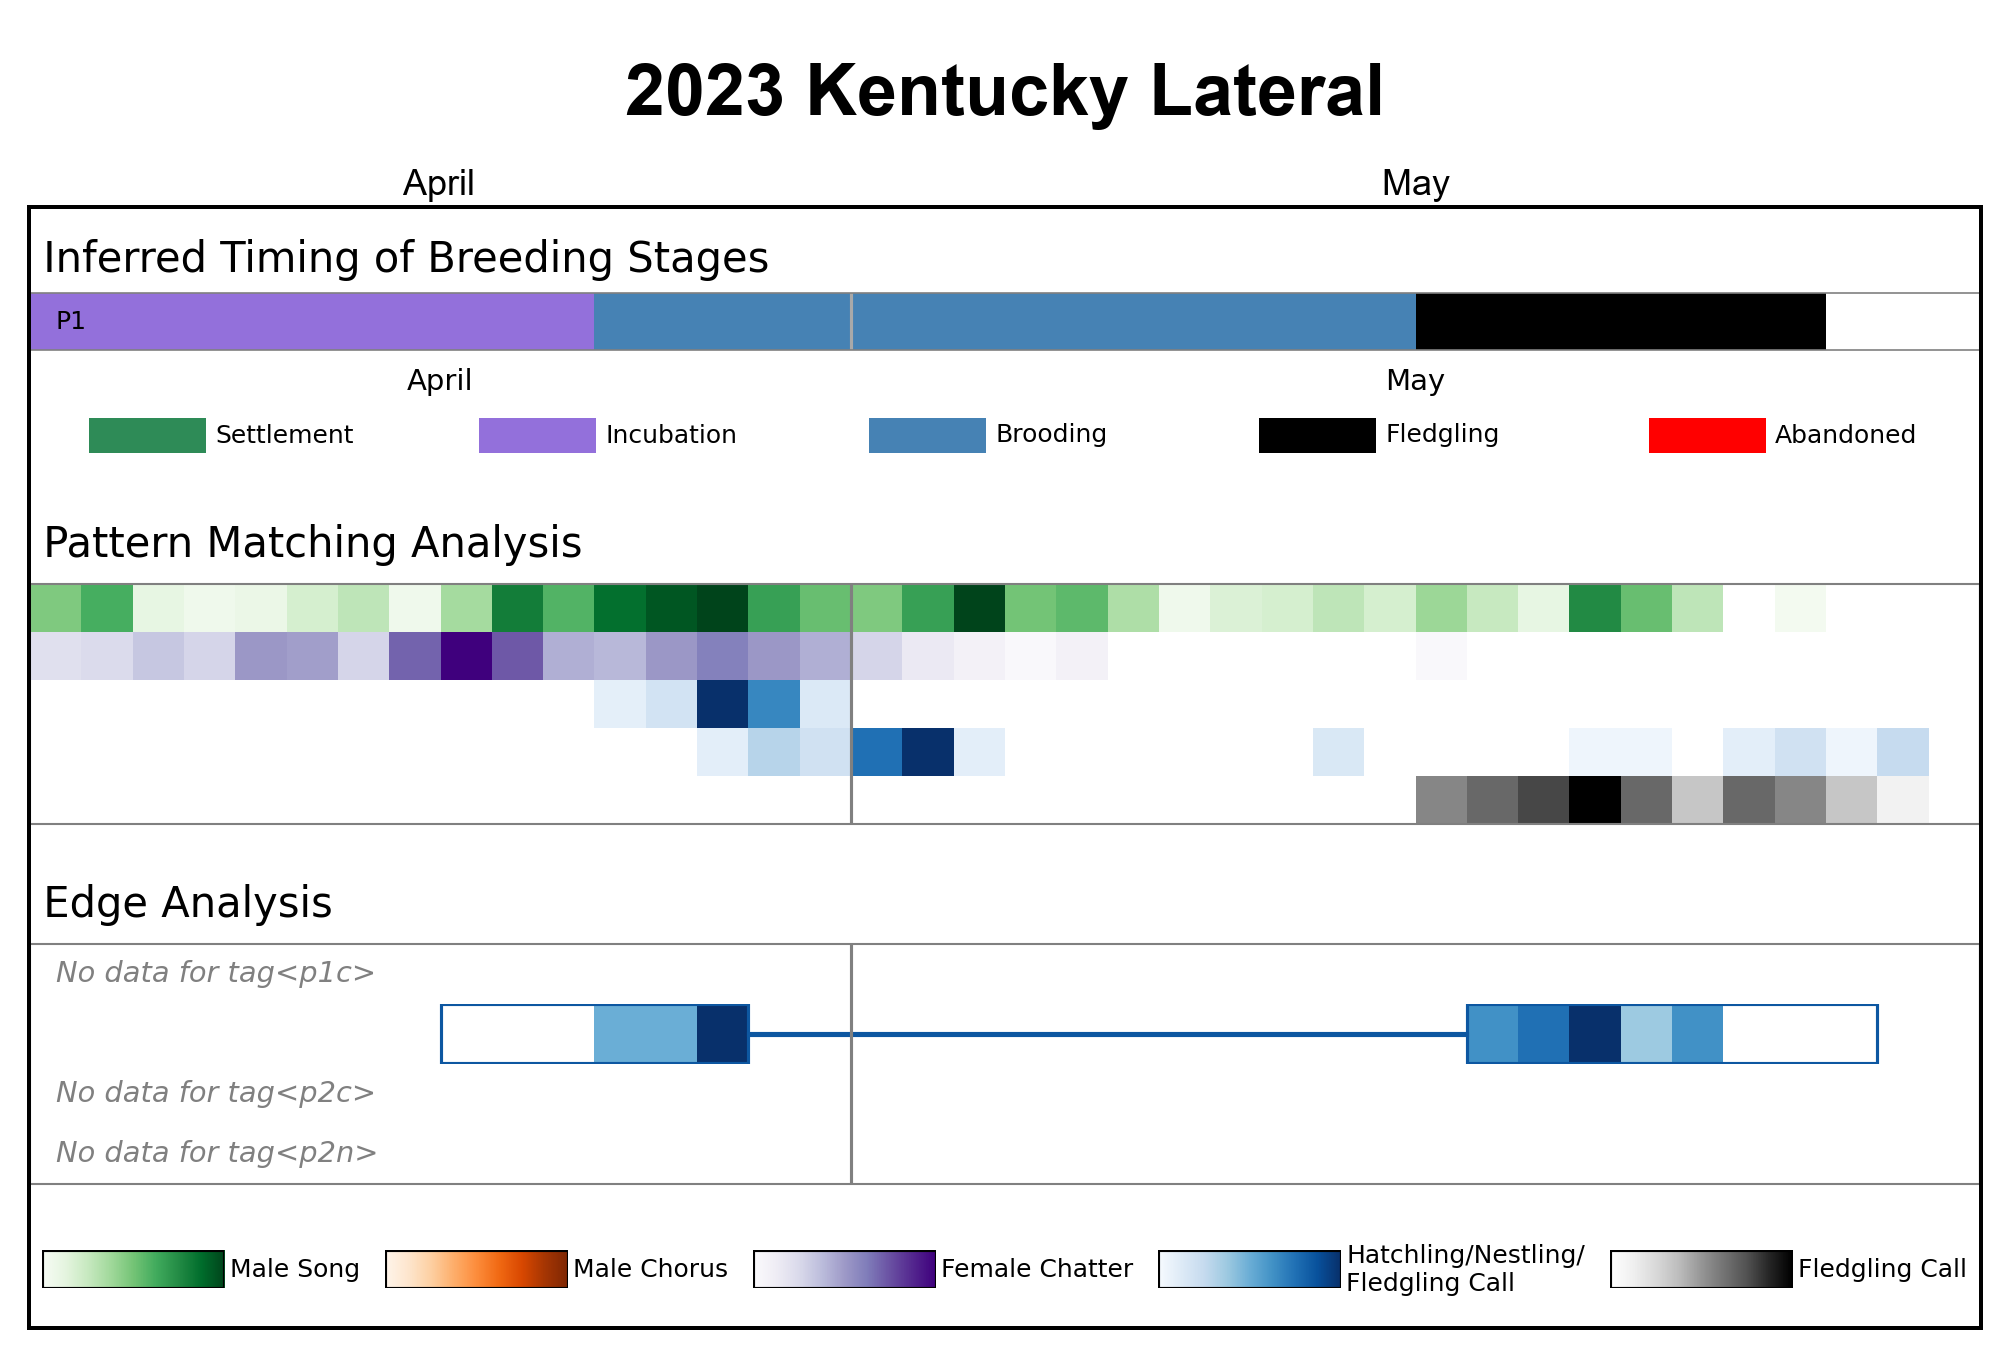 2023 Kentucky Lateral
April May
Inferred Timing of Breeding Stages
P1
April May
Settlement Incubation Brooding Fledgling Abandoned
Pattern Matching Analysis
Edge Analysis
No data for tag<p1c>
No data for tag<p2c>
No data for tag<p2n>
Male Song Male Chorus Female Chatter Hatchling/Nestling/
Fledgling Call Fledgling Call